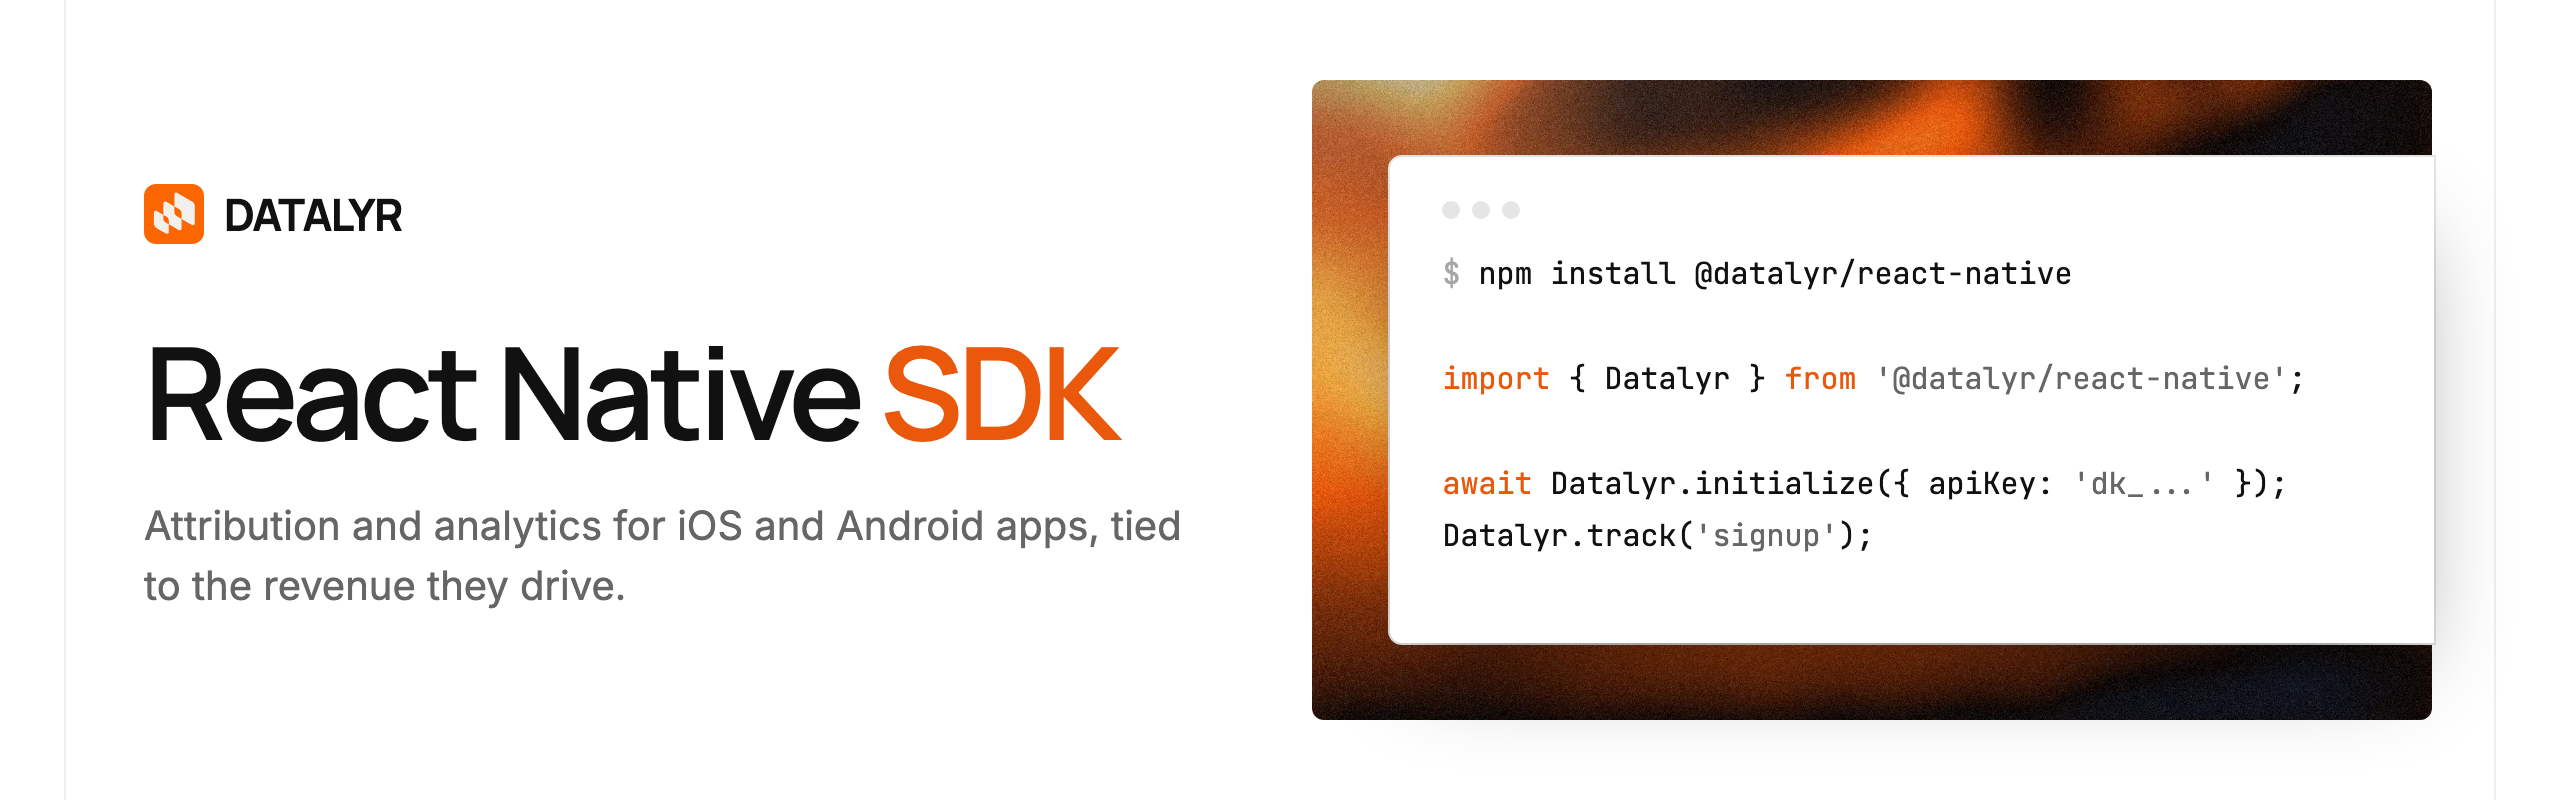 DATALYR
React Native SDK
Attribution and analytics for iOS and Android apps, tied
to the revenue they drive.
$ npm install @datalyr/react-native
import { Datalyr } from '@datalyr/react-native';
await Datalyr.initialize({ apiKey: 'dk_...' });
Datalyr.track('signup');